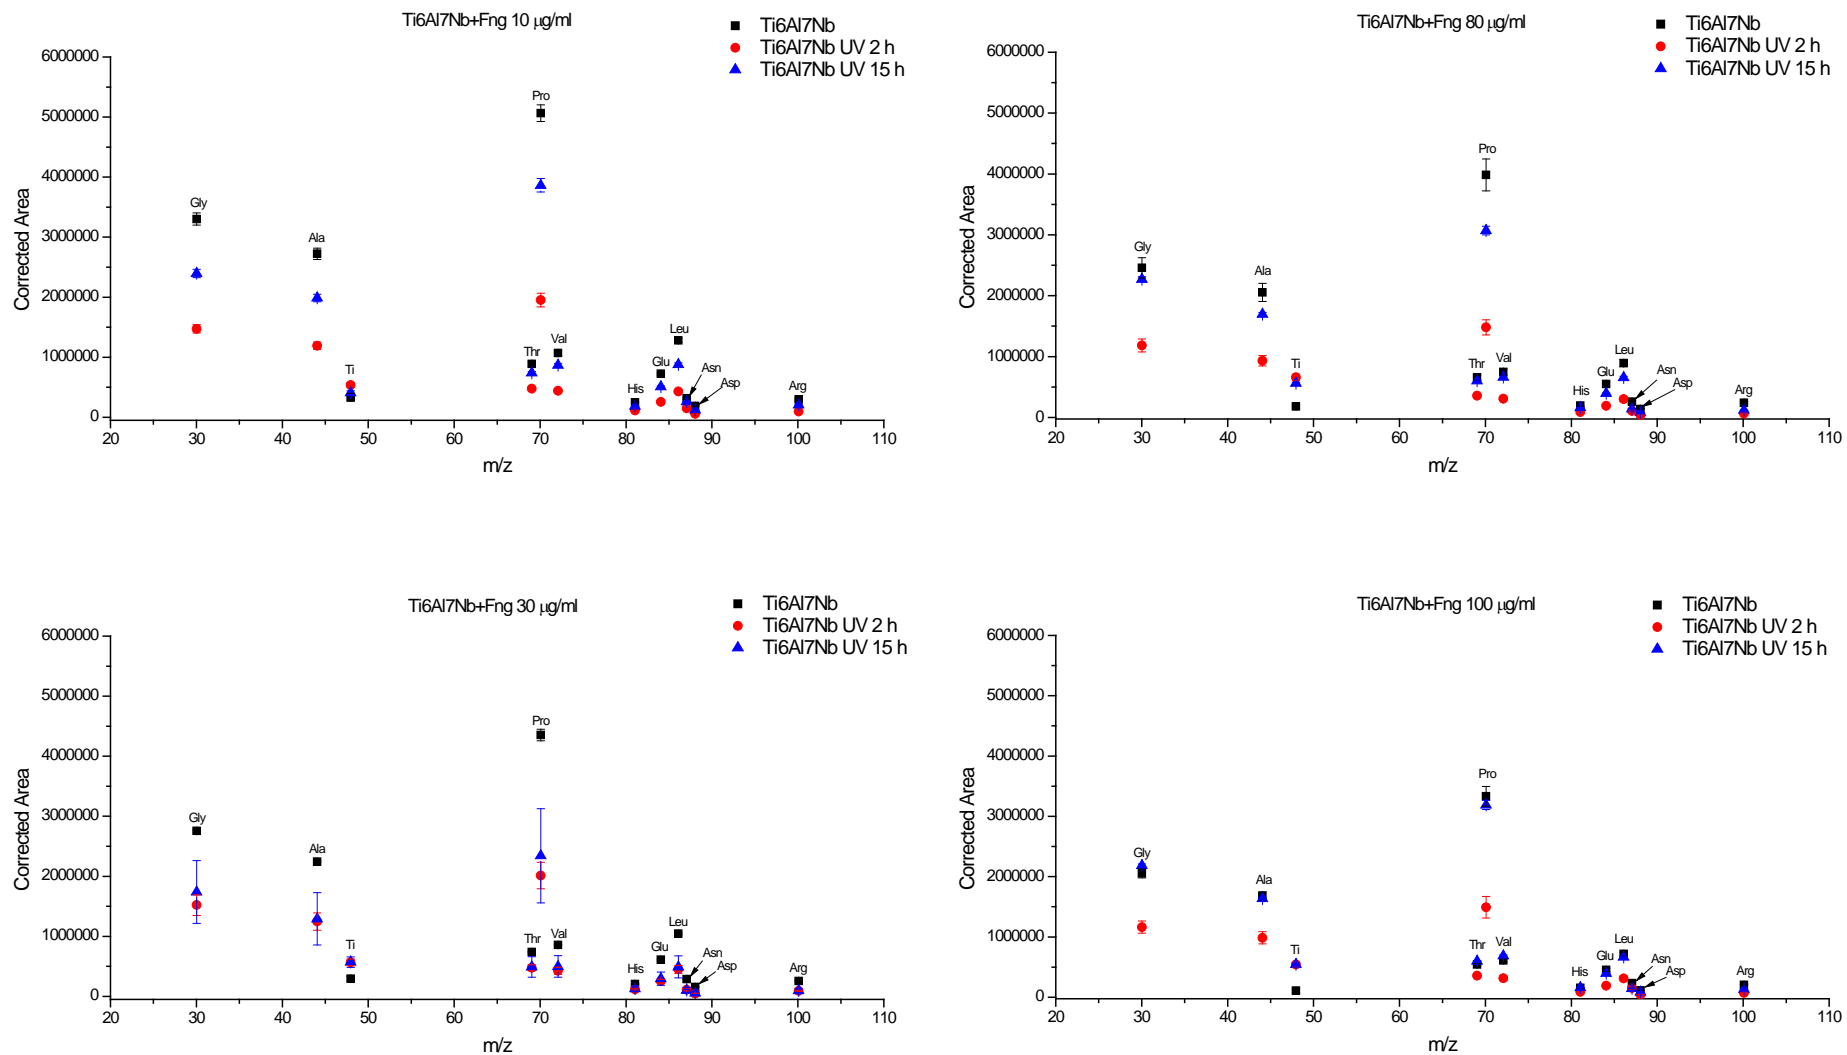 Ti6Al7Nb+Fng 10 µg/ml
Ti6Al7Nb
Ti6Al7Nb UV 2 h
Ti6Al7Nb UV 15 h
6000000
5000000
4000000
3000000
2000000
1000000
0
Corrected Area
Gly
Ala
Ti
Pro
Thr
Val
His
Glu
Leu
Asn
Asp
Arg
20 30 40 50 60 70 80 90 100 110
m/z
Ti6Al7Nb+Fng 80 µg/ml
Ti6Al7Nb
Ti6Al7Nb UV 2 h
Ti6Al7Nb UV 15 h
6000000
5000000
4000000
3000000
2000000
1000000
0
Corrected Area
Gly
Ala
Ti
Pro
Thr
Val
His
Glu
Leu
Asn
Asp
Arg
20 30 40 50 60 70 80 90 100 110
m/z
Ti6Al7Nb+Fng 30 µg/ml
Ti6Al7Nb
Ti6Al7Nb UV 2 h
Ti6Al7Nb UV 15 h
6000000
5000000
4000000
3000000
2000000
1000000
0
Corrected Area
Gly
Ala
Ti
Pro
Thr
Val
His
Glu
Leu
Asn
Asp
Arg
20 30 40 50 60 70 80 90 100 110
m/z
Ti6Al7Nb+Fng 100 µg/ml
Ti6Al7Nb
Ti6Al7Nb UV 2 h
Ti6Al7Nb UV 15 h
6000000
5000000
4000000
3000000
2000000
1000000
0
Corrected Area
Gly
Ala
Ti
Pro
Thr
Val
His
Glu
Leu
Asn
Asp
Arg
20 30 40 50 60 70 80 90 100 110
m/z